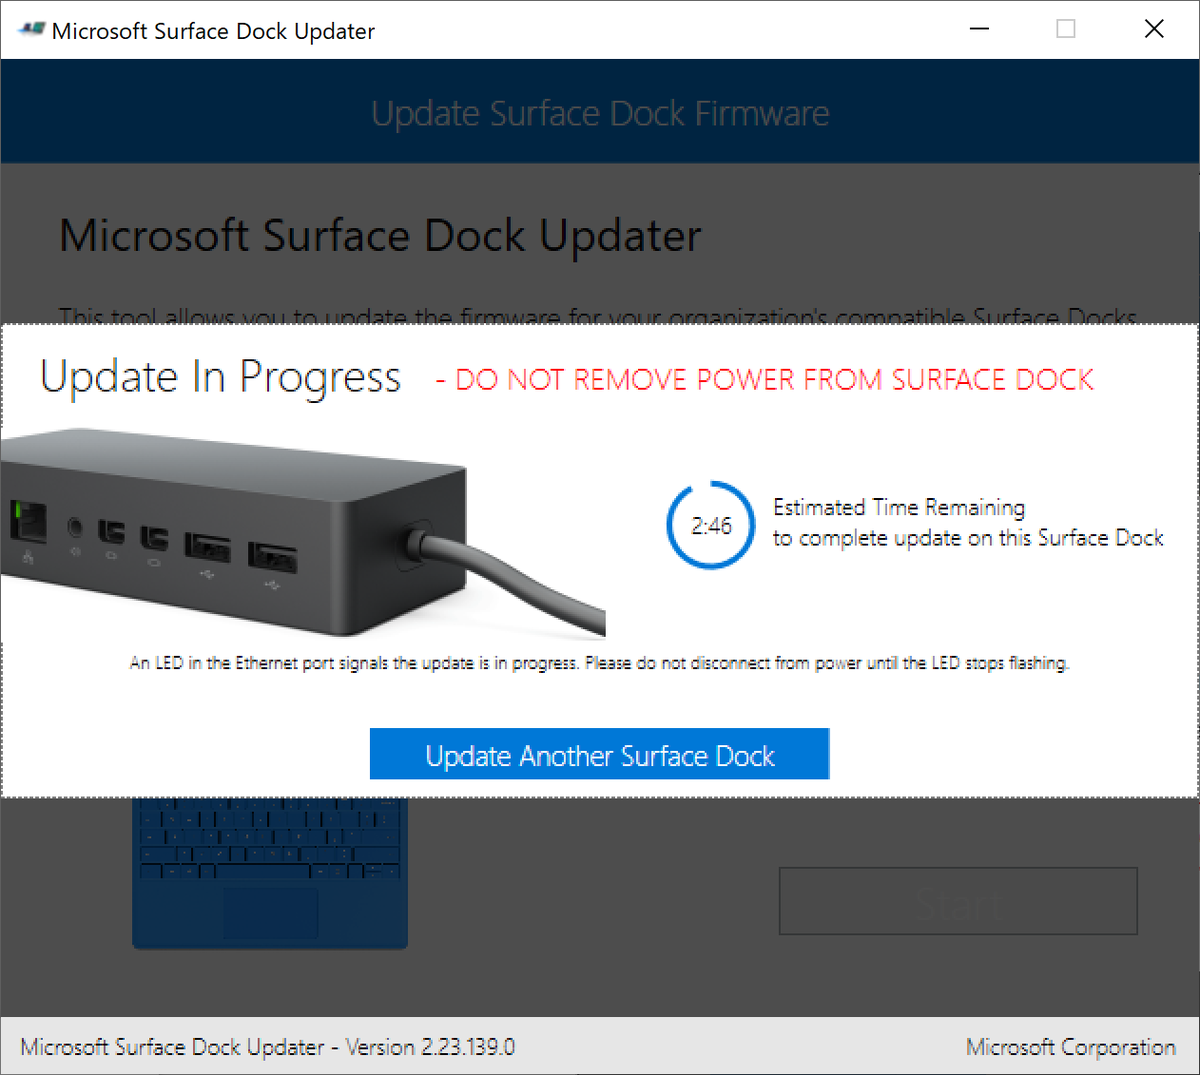 Microsoft Surface Dock Updater
Update Surface Dock Firmware
Microsoft Surface Dock Updater
This tool allows you to update the firmware for your organization's compatible Surface Docks
Update In Progress - DO NOT REMOVE POWER FROM SURFACE DOCK
2:46
Estimated Time Remaining
to complete update on this Surface Dock
An LED in the Ethernet port signals the update is in progress. Please do not disconnect from power until the LED stops flashing.
Update Another Surface Dock
Start
Microsoft Surface Dock Updater - Version 2.23.139.0
Microsoft Corporation